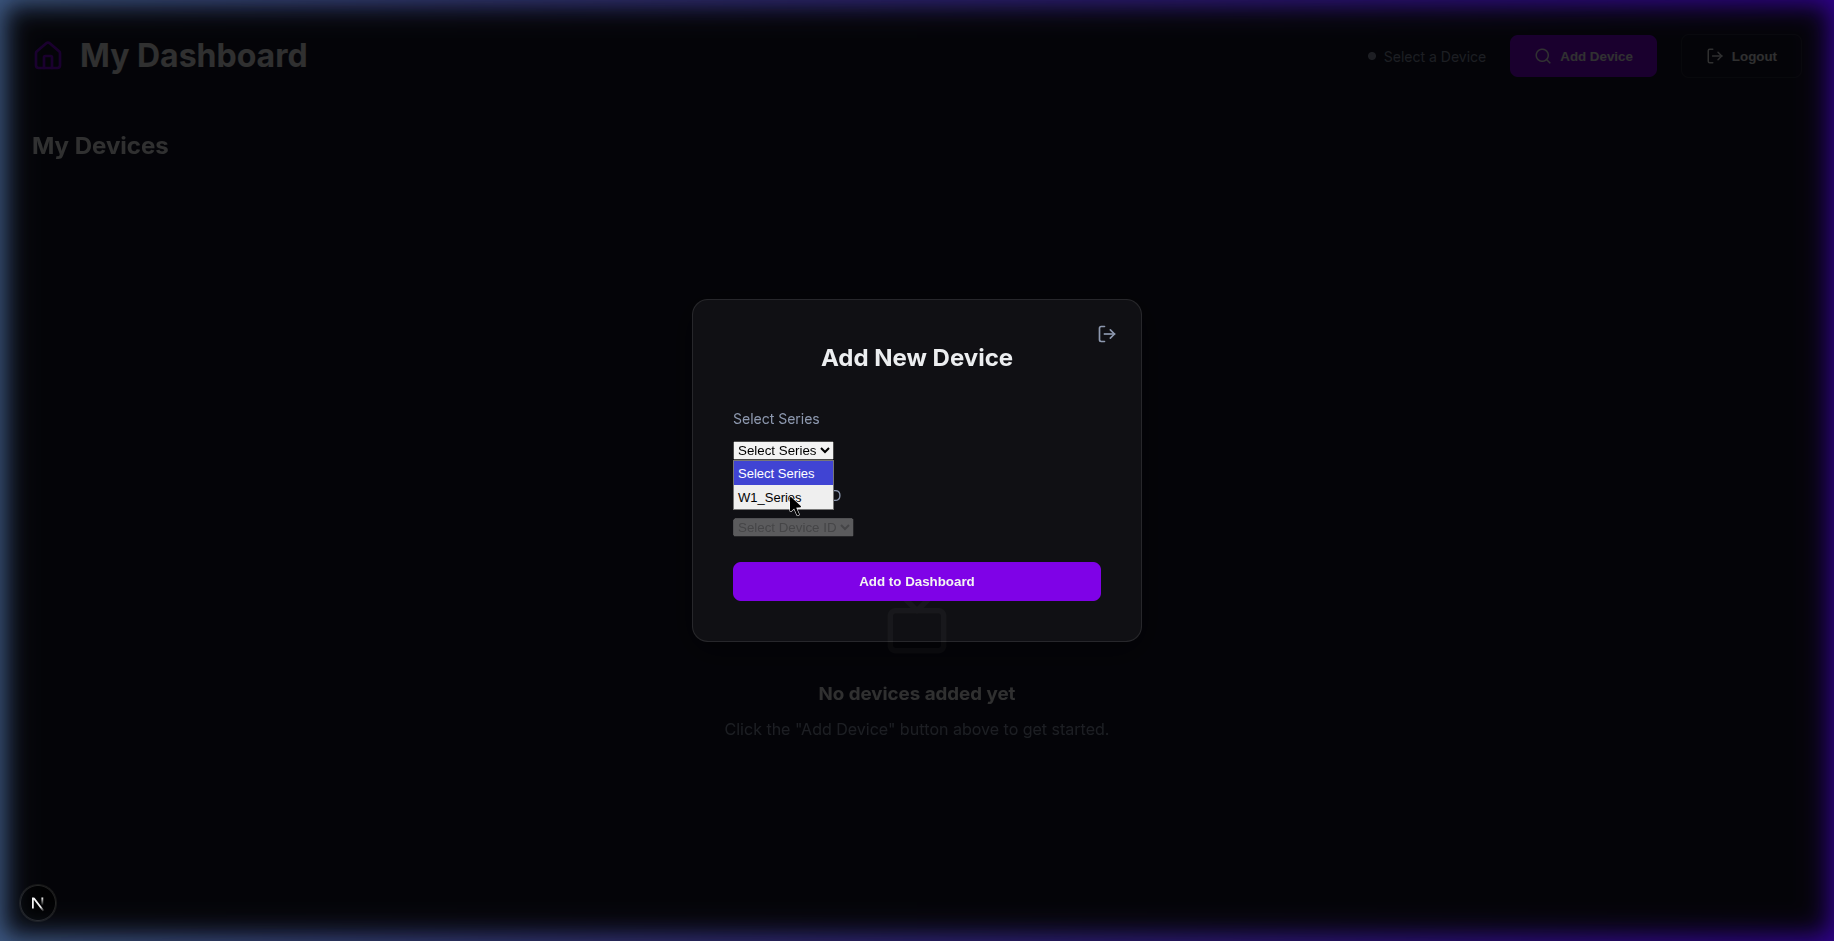 My Dashboard
Select a Device
Add Device
Logout
My Devices
Add New Device
Select Series
Select Series
Select Series
W1_Series
Select Device ID
Add to Dashboard
No devices added yet
Click the "Add Device" button above to get started.
N